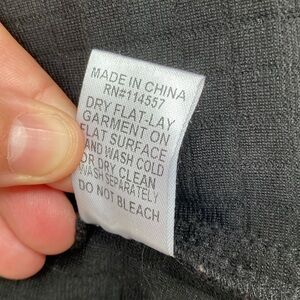 MADE IN CHINA
RN#114557
DRY FLAT-LAY
GARMENT ON
FLAT SURFACE
AND WASH COLD
OR DRY CLEAN
WASH SEPARATELY
DO NOT BLEACH